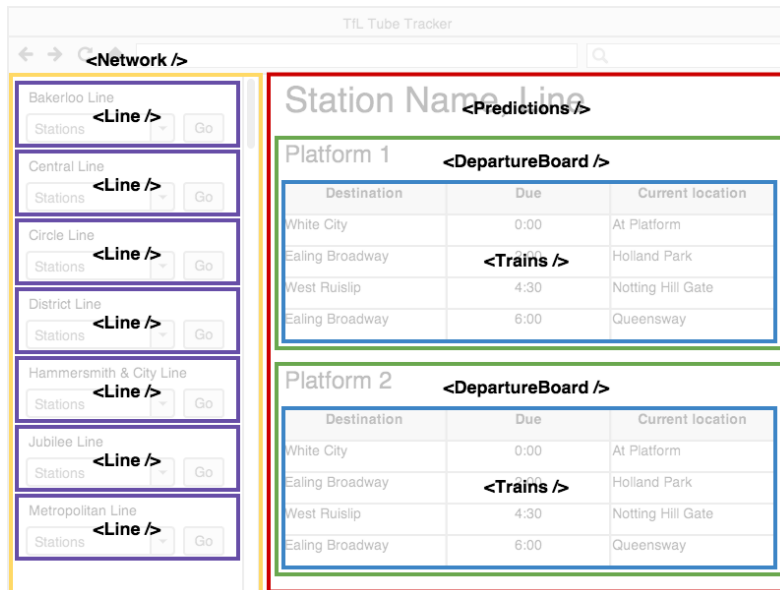 TfL Tube Tracker
<Network />
Bakerloo Line
<Line />
Stations Go
Central Line
<Line />
Stations Go
Circle Line
<Line />
Stations Go
District Line
<Line />
Stations Go
Hammersmith & City Line
<Line />
Stations Go
Jubilee Line
<Line />
Stations Go
Metropolitan Line
<Line />
Stations Go
Station Name, Line
<Predictions />
Platform 1
<DepartureBoard />
Destination Due Current location
White City 0:00 At Platform
Ealing Broadway Holland Park
<Trains />
West Ruislip 4:30 Notting Hill Gate
Ealing Broadway 6:00 Queensway
Platform 2
<DepartureBoard />
Destination Due Current location
White City 0:00 At Platform
Ealing Broadway Holland Park
<Trains />
West Ruislip 4:30 Notting Hill Gate
Ealing Broadway 6:00 Queensway